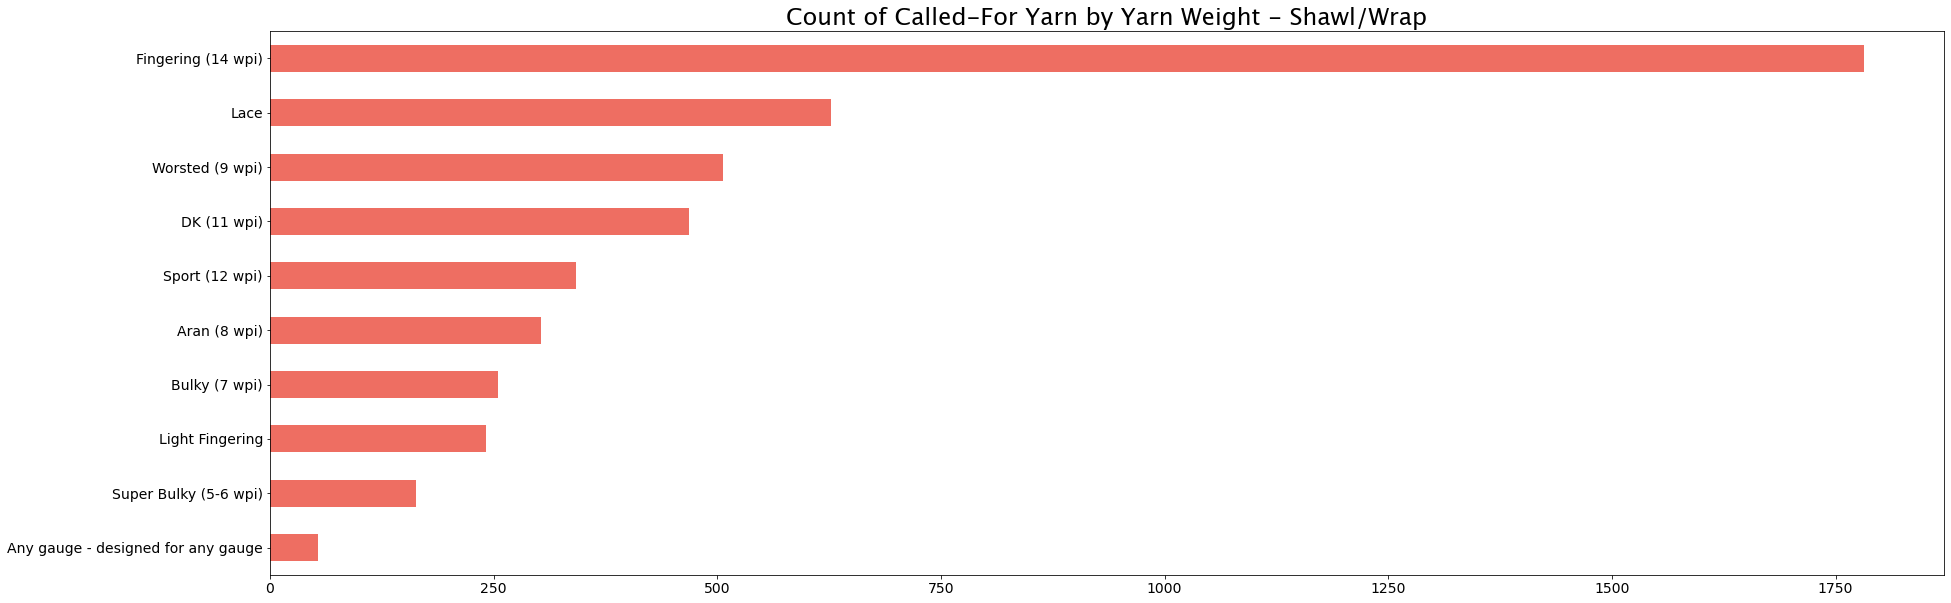 Count of Called-For Yarn by Yarn Weight - Shawl/Wrap
Fingering (14 wpi)
Lace
Worsted (9 wpi)
DK (11 wpi)
Sport (12 wpi)
Aran (8 wpi)
Bulky (7 wpi)
Light Fingering
Super Bulky (5-6 wpi)
Any gauge - designed for any gauge
0 250 500 750 1000 1250 1500 1750